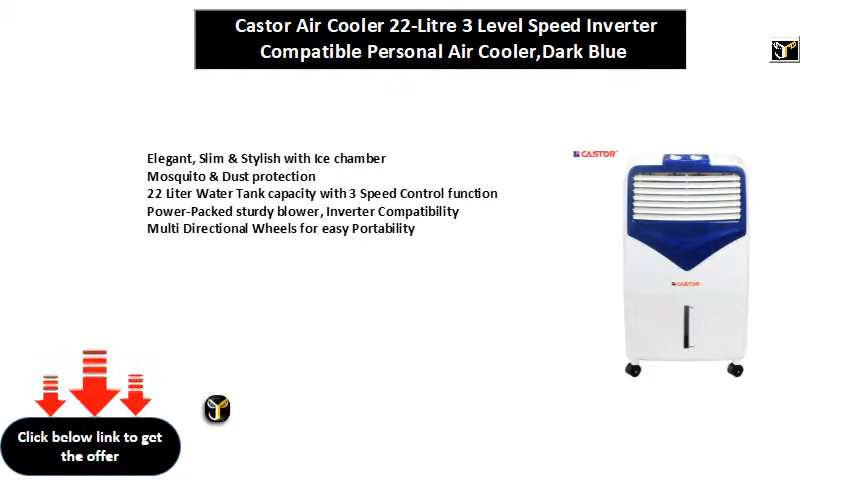 Castor Air Cooler 22-Litre 3 Level Speed Inverter
Compatible Personal Air Cooler,Dark Blue
Elegant, Slim & Stylish with Ice chamber
Mosquito & Dust protection
22 Liter Water Tank capacity with 3 Speed Control function
Power-Packed sturdy blower, Inverter Compatibility
Multi Directional Wheels for easy Portability
CASTOR
CASTOR
Click below link to get
the offer